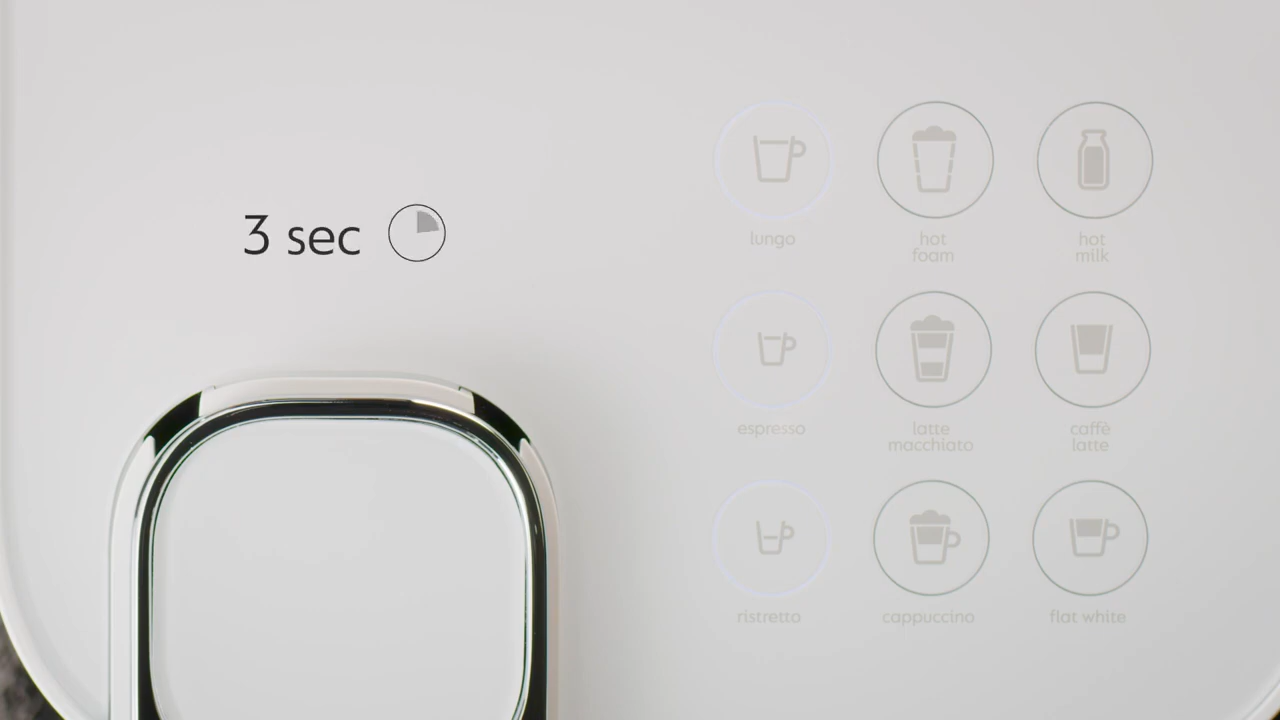 3 sec
lungo
hot
foam
hot
milk
espresso
latte
macchiato
caffè
latte
ristretto
cappuccino
flat white